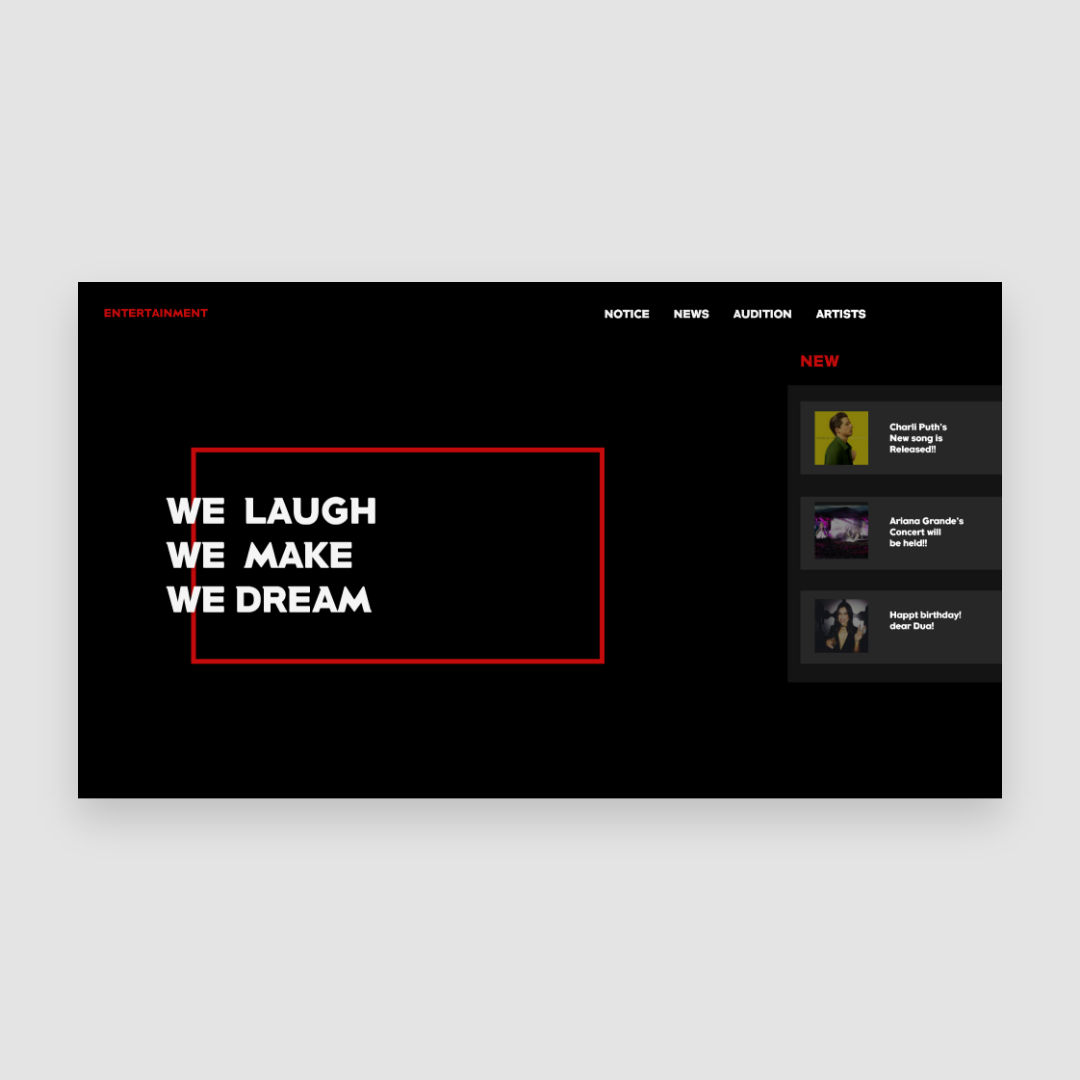 ENTERTAINMENT
NOTICE NEWS AUDITION ARTISTS
NEW
WE LAUGH
WE MAKE
WE DREAM
Charli Puth's
New song is
Released!!
Ariana Grande's
Concert will
be held!!
Happt birthday!
dear Dua!